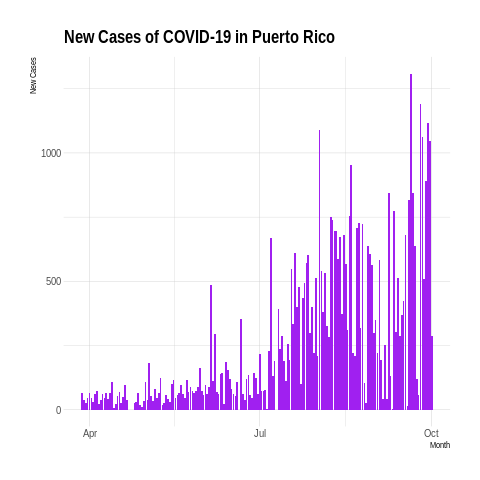 New Cases of COVID-19 in Puerto Rico
New Cases
1000
500
0
Apr
Jul
Oct
Month